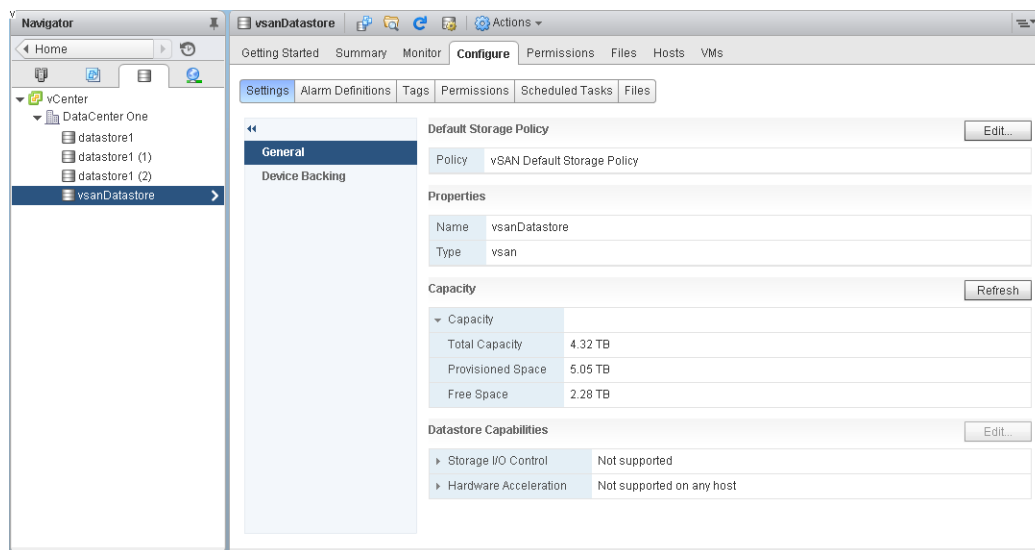 Navigator
Home
vCenter
DataCenter One
datastore1
datastore1 (1)
datastore1 (2)
vsanDatastore
vsanDatastore Actions
Getting Started Summary Monitor Configure Permissions Files Hosts VMs
Settings Alarm Definitions Tags Permissions Scheduled Tasks Files
General
Device Backing
Default Storage Policy Edit...
Policy vSAN Default Storage Policy
Properties
Name vsanDatastore
Type vsan
Capacity Refresh
Capacity
Total Capacity 4.32 TB
Provisioned Space 5.05 TB
Free Space 2.28 TB
Datastore Capabilities Edit...
Storage I/O Control Not supported
Hardware Acceleration Not supported on any host